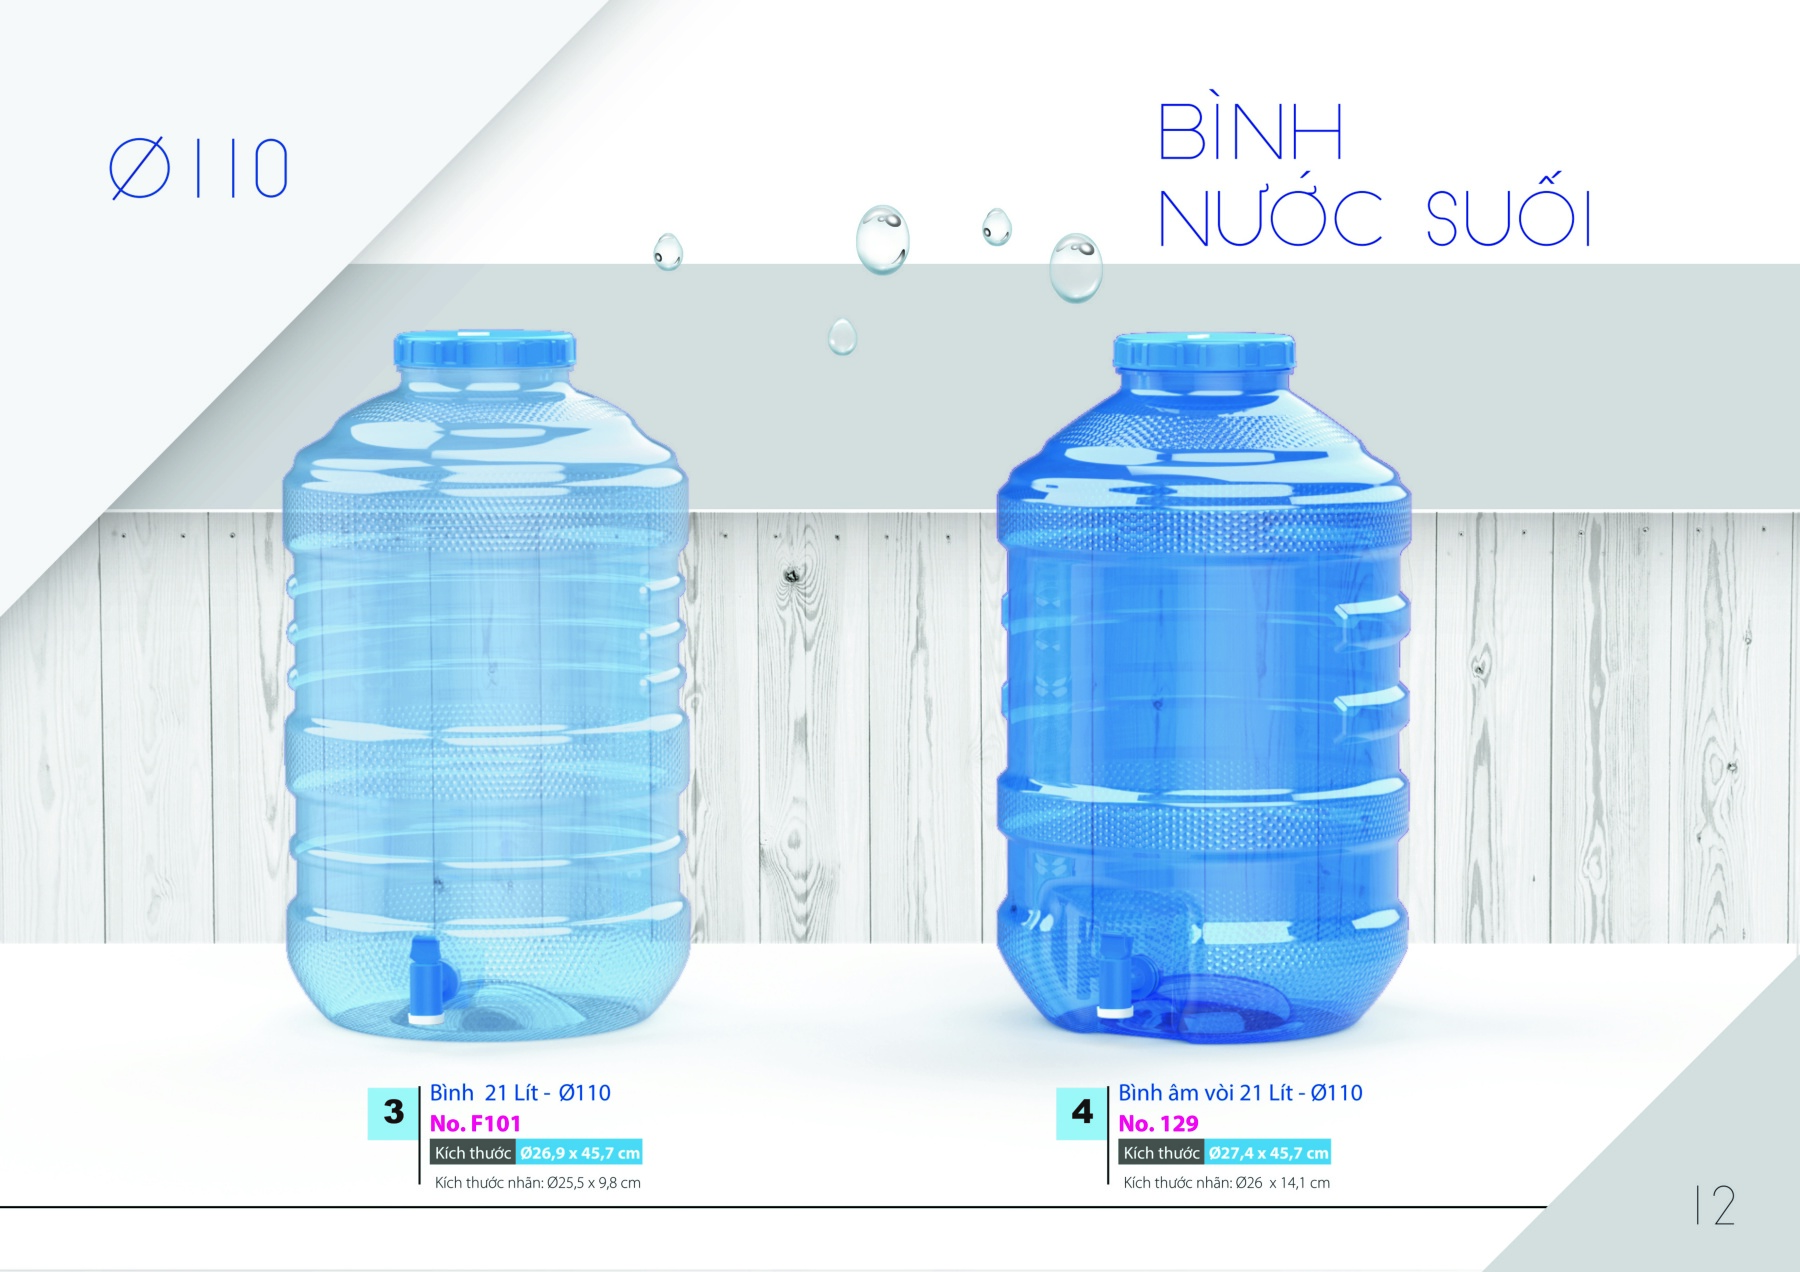 Ø110
BÌNH
NƯỚC SUỐI
3
Bình 21 Lít - Ø110
No. F101
Kích thước Ø26,9 x 45,7 cm
Kích thước nhãn: Ø25,5 x 9,8 cm
4
Bình âm vòi 21 Lít - Ø110
No. 129
Kích thước Ø27,4 x 45,7 cm
Kích thước nhãn: Ø26 x 14,1 cm
12